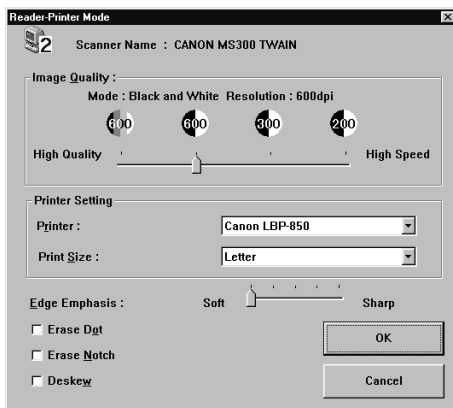 Reader-Printer Mode
2 Scanner Name : CANON MS300 TWAIN
Image Quality :
Mode : Black and White Resolution : 600dpi
600 600 300 200
High Quality High Speed
Printer Setting
Printer : Canon LBP-850
Print Size : Letter
Edge Emphasis : Soft Sharp
Erase Dot
OK
Erase Notch
Deskew
Cancel